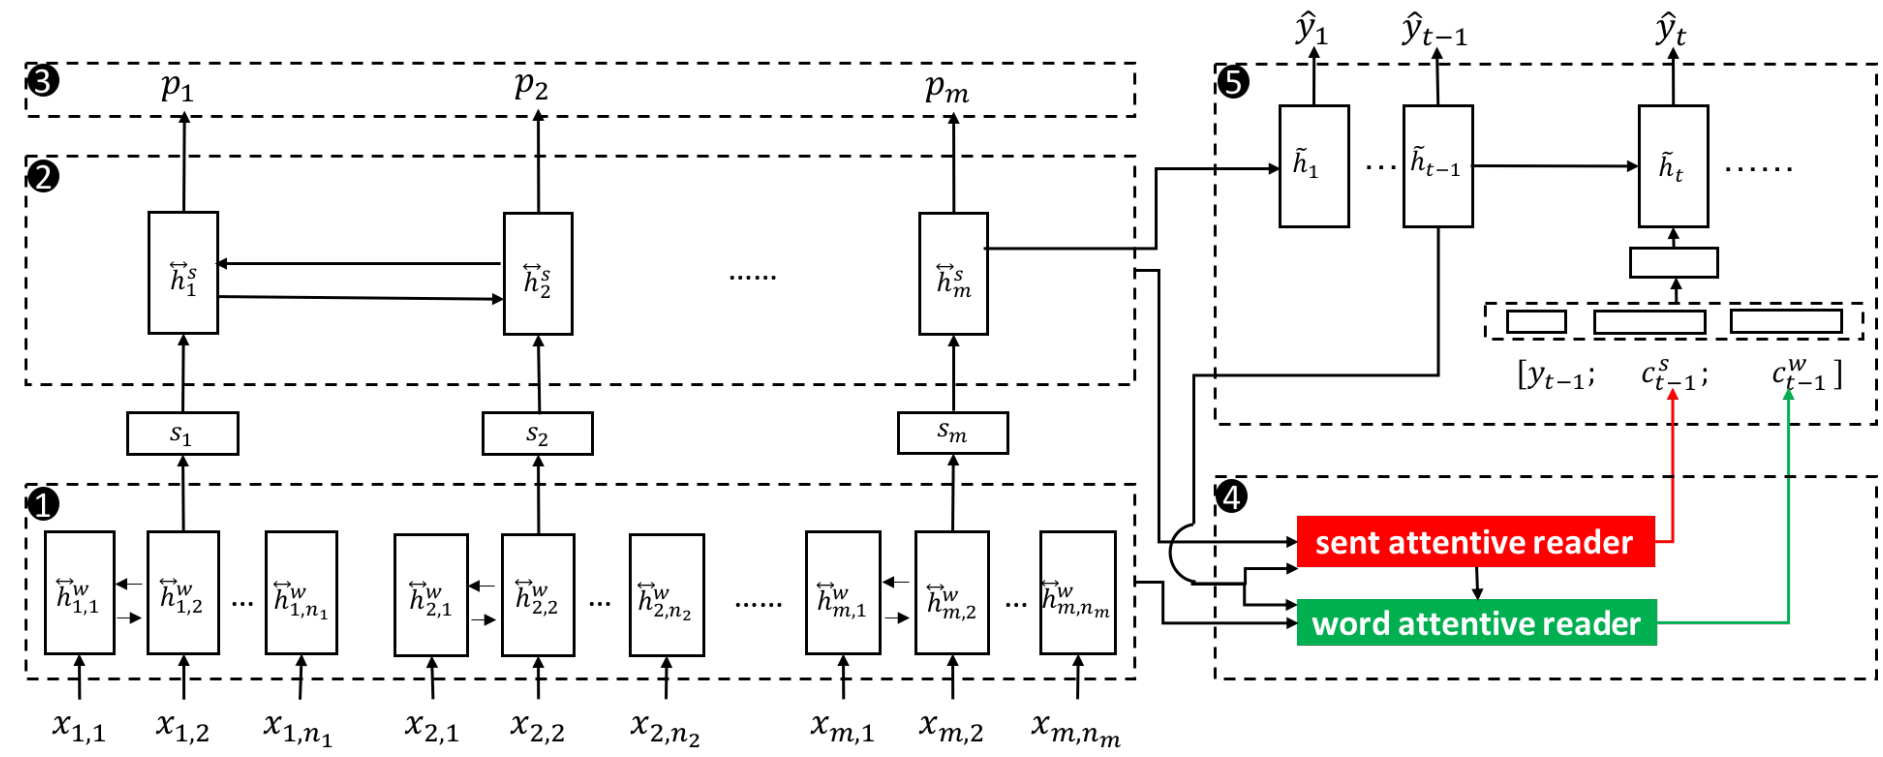 ŷ₁ ŷₜ₋₁ ŷₜ
❸ p₁ p₂ pₘ
❺
h̃₁ ... h̃ₜ₋₁ h̃ₜ ......
❷
h↔ˢ₁ h↔ˢ₂ ...... h↔ˢₘ
[yₜ₋₁; cˢₜ₋₁; cʷₜ₋₁]
s₁ s₂ sₘ
❹
sent attentive reader
word attentive reader
❶
h↔ʷ₁,₁ h↔ʷ₁,₂ ... h↔ʷ₁,ₙ₁ h↔ʷ₂,₁ h↔ʷ₂,₂ ... h↔ʷ₂,ₙ₂ ...... h↔ʷₘ,₁ h↔ʷₘ,₂ ... h↔ʷₘ,ₙₘ
x₁,₁ x₁,₂ x₁,ₙ₁ x₂,₁ x₂,₂ x₂,ₙ₂ xₘ,₁ xₘ,₂ xₘ,ₙₘ